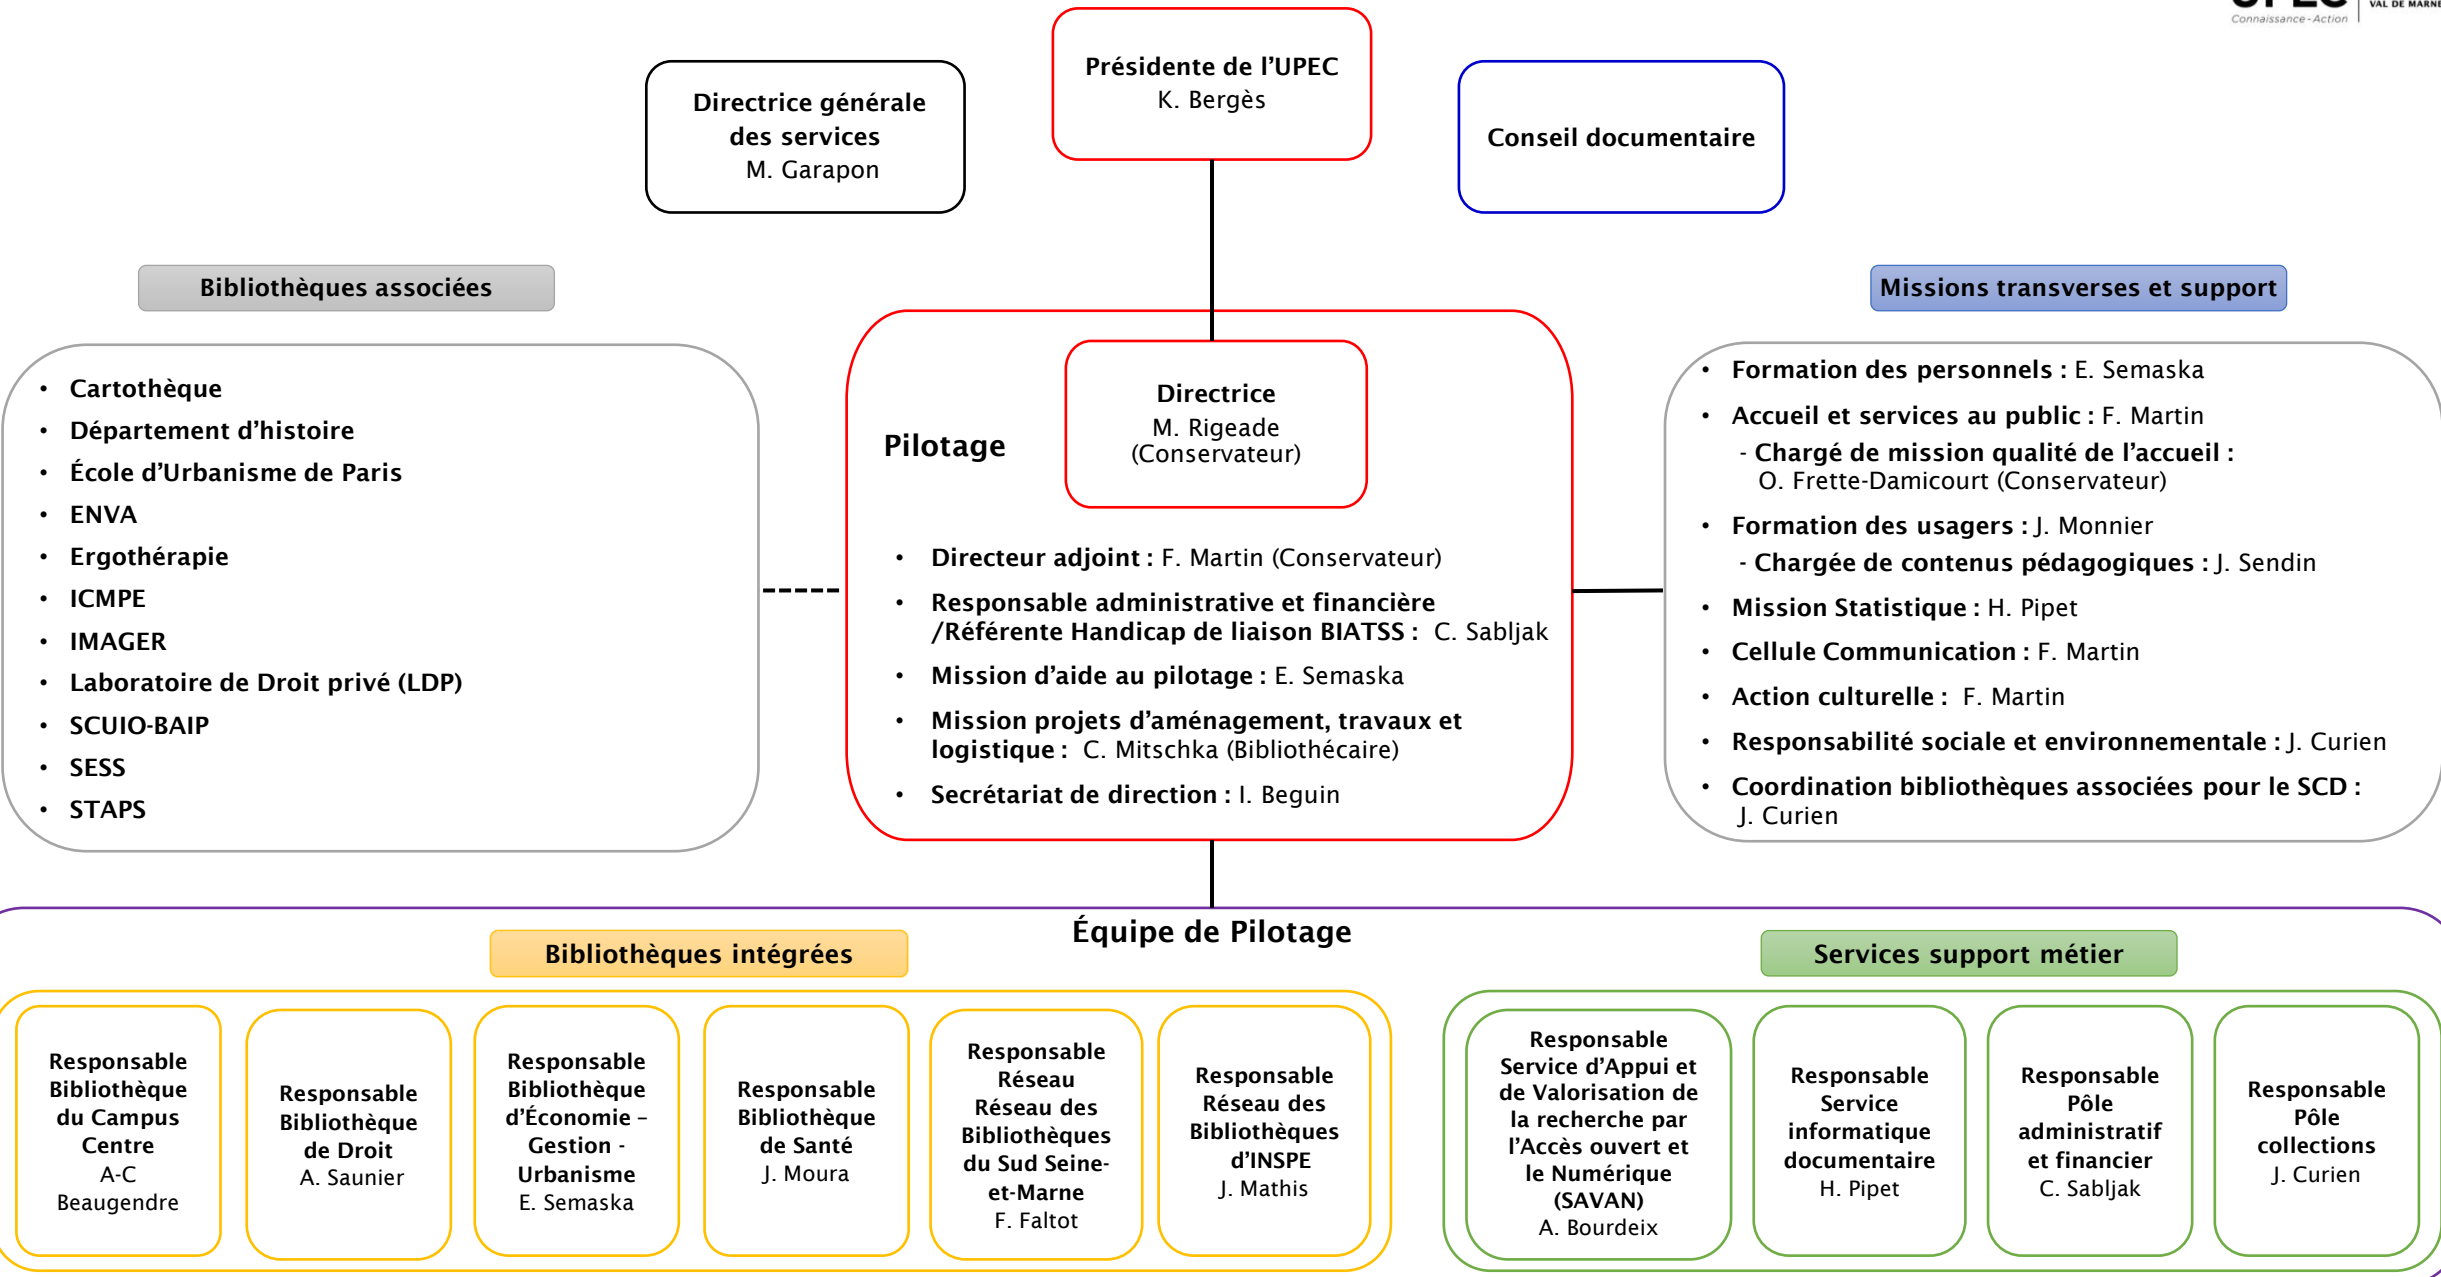 UPEC
Connaissance - Action
VAL DE MARNE
Présidente de l'UPEC
K. Bergès
Directrice générale
des services
M. Garapon
Conseil documentaire
Bibliothèques associées
• Cartothèque
• Département d'histoire
• École d'Urbanisme de Paris
• ENVA
• Ergothérapie
• ICMPE
• IMAGER
• Laboratoire de Droit privé (LDP)
• SCUIO-BAIP
• SESS
• STAPS
Pilotage
Directrice
M. Rigeade
(Conservateur)
• Directeur adjoint : F. Martin (Conservateur)
• Responsable administrative et financière
/Référente Handicap de liaison BIATSS : C. Sabljak
• Mission d'aide au pilotage : E. Semaska
• Mission projets d'aménagement, travaux et
logistique : C. Mitschka (Bibliothécaire)
• Secrétariat de direction : I. Beguin
Missions transverses et support
• Formation des personnels : E. Semaska
• Accueil et services au public : F. Martin
- Chargé de mission qualité de l'accueil :
O. Frette-Damicourt (Conservateur)
• Formation des usagers : J. Monnier
- Chargée de contenus pédagogiques : J. Sendin
• Mission Statistique : H. Pipet
• Cellule Communication : F. Martin
• Action culturelle : F. Martin
• Responsabilité sociale et environnementale : J. Curien
• Coordination bibliothèques associées pour le SCD :
J. Curien
Équipe de Pilotage
Bibliothèques intégrées
Responsable
Bibliothèque
du Campus
Centre
A-C
Beaugendre
Responsable
Bibliothèque
de Droit
A. Saunier
Responsable
Bibliothèque
d'Économie –
Gestion -
Urbanisme
E. Semaska
Responsable
Bibliothèque
de Santé
J. Moura
Responsable
Réseau
Réseau des
Bibliothèques
du Sud Seine-
et-Marne
F. Faltot
Responsable
Réseau des
Bibliothèques
d'INSPE
J. Mathis
Services support métier
Responsable
Service d'Appui et
de Valorisation de
la recherche par
l'Accès ouvert et
le Numérique
(SAVAN)
A. Bourdeix
Responsable
Service
informatique
documentaire
H. Pipet
Responsable
Pôle
administratif
et financier
C. Sabljak
Responsable
Pôle
collections
J. Curien